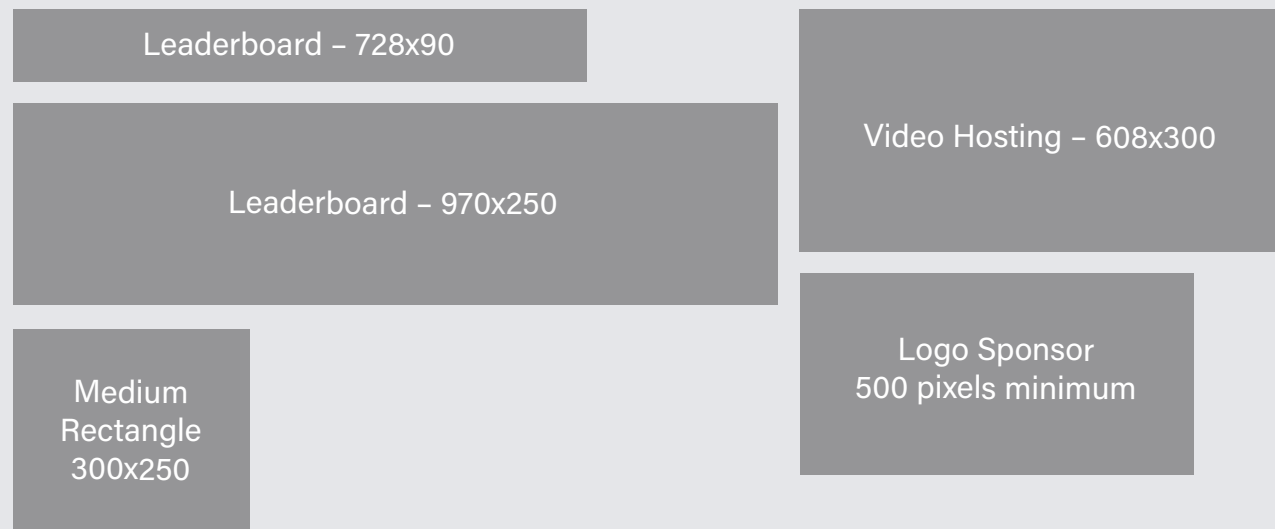 Leaderboard – 728x90
Leaderboard – 970x250
Medium
Rectangle
300x250
Video Hosting – 608x300
Logo Sponsor
500 pixels minimum